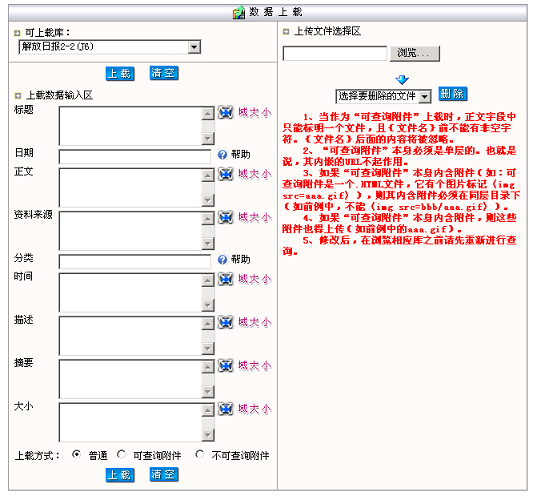 数 据 上 载
可上载库：
解放日报2-2(J6)
上 载 清 空
上载数据输入区
标题 域大小
日期 帮助
正文 域大小
资料来源 域大小
分类 帮助
时间 域大小
描述 域大小
摘要 域大小
大小 域大小
上载方式： 普通 可查询附件 不可查询附件
上 载 清 空
上传文件选择区
浏览...
选择要删除的文件 删 除
1、当作为“可查询附件”上载时，正文字段中
只能标明一个文件，且〈文件名〉前不能有非空字
符。〈文件名〉后面的内容将被忽略。
2、“可查询附件”本身必须是单层的。也就是
说，其内嵌的URL不起作用。
3、如果“可查询附件”本身内含附件（如：可
查询附件是一个.HTML文件，它有个图片标记〈img
src=aaa.gif〉），则其内含附件必须在同层目录下
（如前例中，不能〈img src=bbb/aaa.gif〉）。
4、如果“可查询附件”本身内含附件，则这些
附件也得上传（如前例中的aaa.gif）。
5、修改后，在浏览相应库之前请先重新进行查
询。